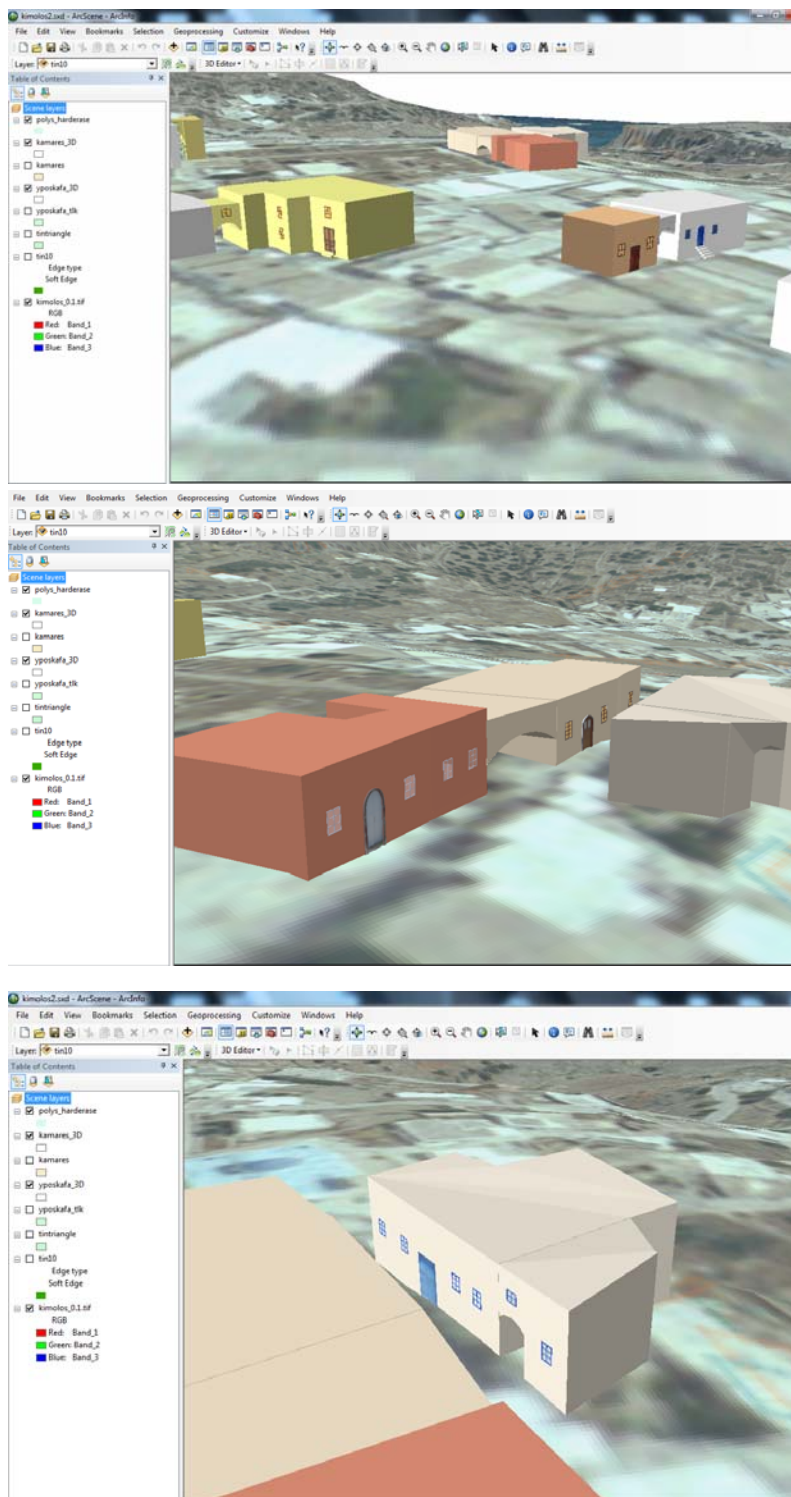 kimolos2.sxd - ArcScene - ArcInfo
File Edit View Bookmarks Selection Geoprocessing Customize Windows Help
Layer: tin10 3D Editor
Table of Contents
Scene layers
polys_harderase
kamares_3D
kamares
yposkafa_3D
yposkafa_tlk
tintriangle
tin10
Edge type
Soft Edge
kimolos_0.1.tif
RGB
Red: Band_1
Green: Band_2
Blue: Band_3
File Edit View Bookmarks Selection Geoprocessing Customize Windows Help
Layer: tin10 3D Editor
Table of Contents
Scene layers
polys_harderase
kamares_3D
kamares
yposkafa_3D
yposkafa_tlk
tintriangle
tin10
Edge type
Soft Edge
kimolos_0.1.tif
RGB
Red: Band_1
Green: Band_2
Blue: Band_3
kimolos2.sxd - ArcScene - ArcInfo
File Edit View Bookmarks Selection Geoprocessing Customize Windows Help
Layer: tin10 3D Editor
Table of Contents
Scene layers
polys_harderase
kamares_3D
kamares
yposkafa_3D
yposkafa_tlk
tintriangle
tin10
Edge type
Soft Edge
kimolos_0.1.tif
RGB
Red: Band_1
Green: Band_2
Blue: Band_3